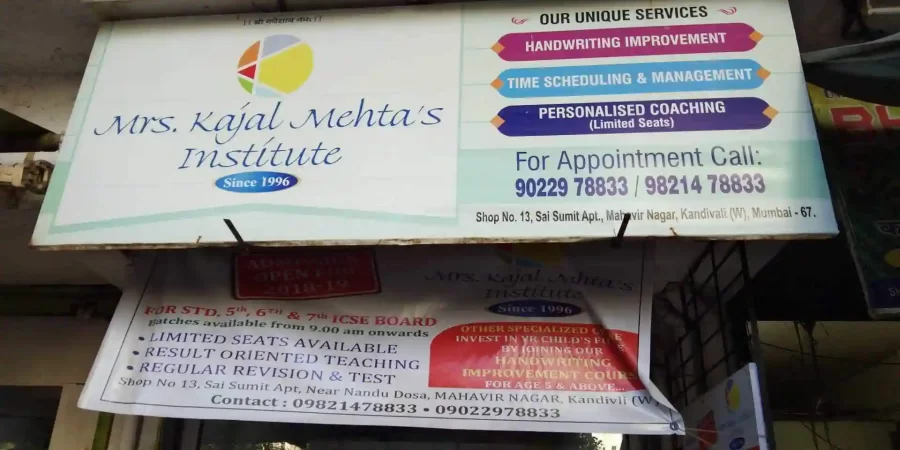 ।। श्री गणेशाय नमः ।।
Mrs. Kajal Mehta's
Institute
Since 1996
OUR UNIQUE SERVICES
HANDWRITING IMPROVEMENT
TIME SCHEDULING & MANAGEMENT
PERSONALISED COACHING
(Limited Seats)
For Appointment Call:
90229 78833 / 98214 78833
Shop No. 13, Sai Sumit Apt., Mahavir Nagar, Kandivali (W), Mumbai - 67.
OPEN FOR
2018-19
Mrs. Kajal Mehta's
Institute
Since 1996
FOR STD. 5th, 6TH & 7th ICSE BOARD
Batches available from 9.00 am onwards
• LIMITED SEATS AVAILABLE
• RESULT ORIENTED TEACHING
• REGULAR REVISION & TEST
OTHER SPECIALIZED
INVEST IN YR CHILD'S
BY JOINING OUR
HANDWRITING
IMPROVEMENT
FOR AGE 5 & ABOVE...
Shop No 13, Sai Sumit Apt, Near Nandu Dosa, MAHAVIR NAGAR, Kandivli (W
Contact : 09821478833 • 09022978833